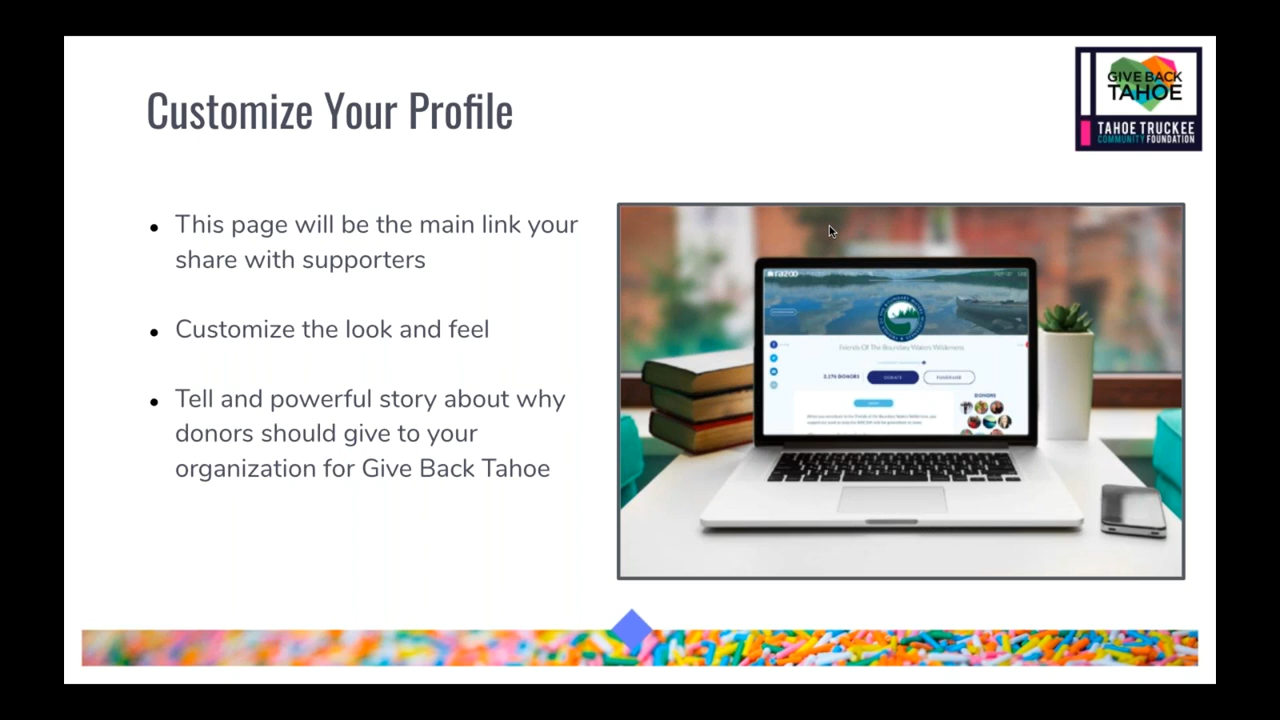 Customize Your Profile
GIVE BACK
TAHOE
TAHOE TRUCKEE
COMMUNITY FOUNDATION
This page will be the main link your
share with supporters
Customize the look and feel
Tell and powerful story about why
donors should give to your
organization for Give Back Tahoe
razoo
Friends Of The Boundary Waters Wilderness
2,176 DONORS
DONATE
FUNDRAISE
DONORS